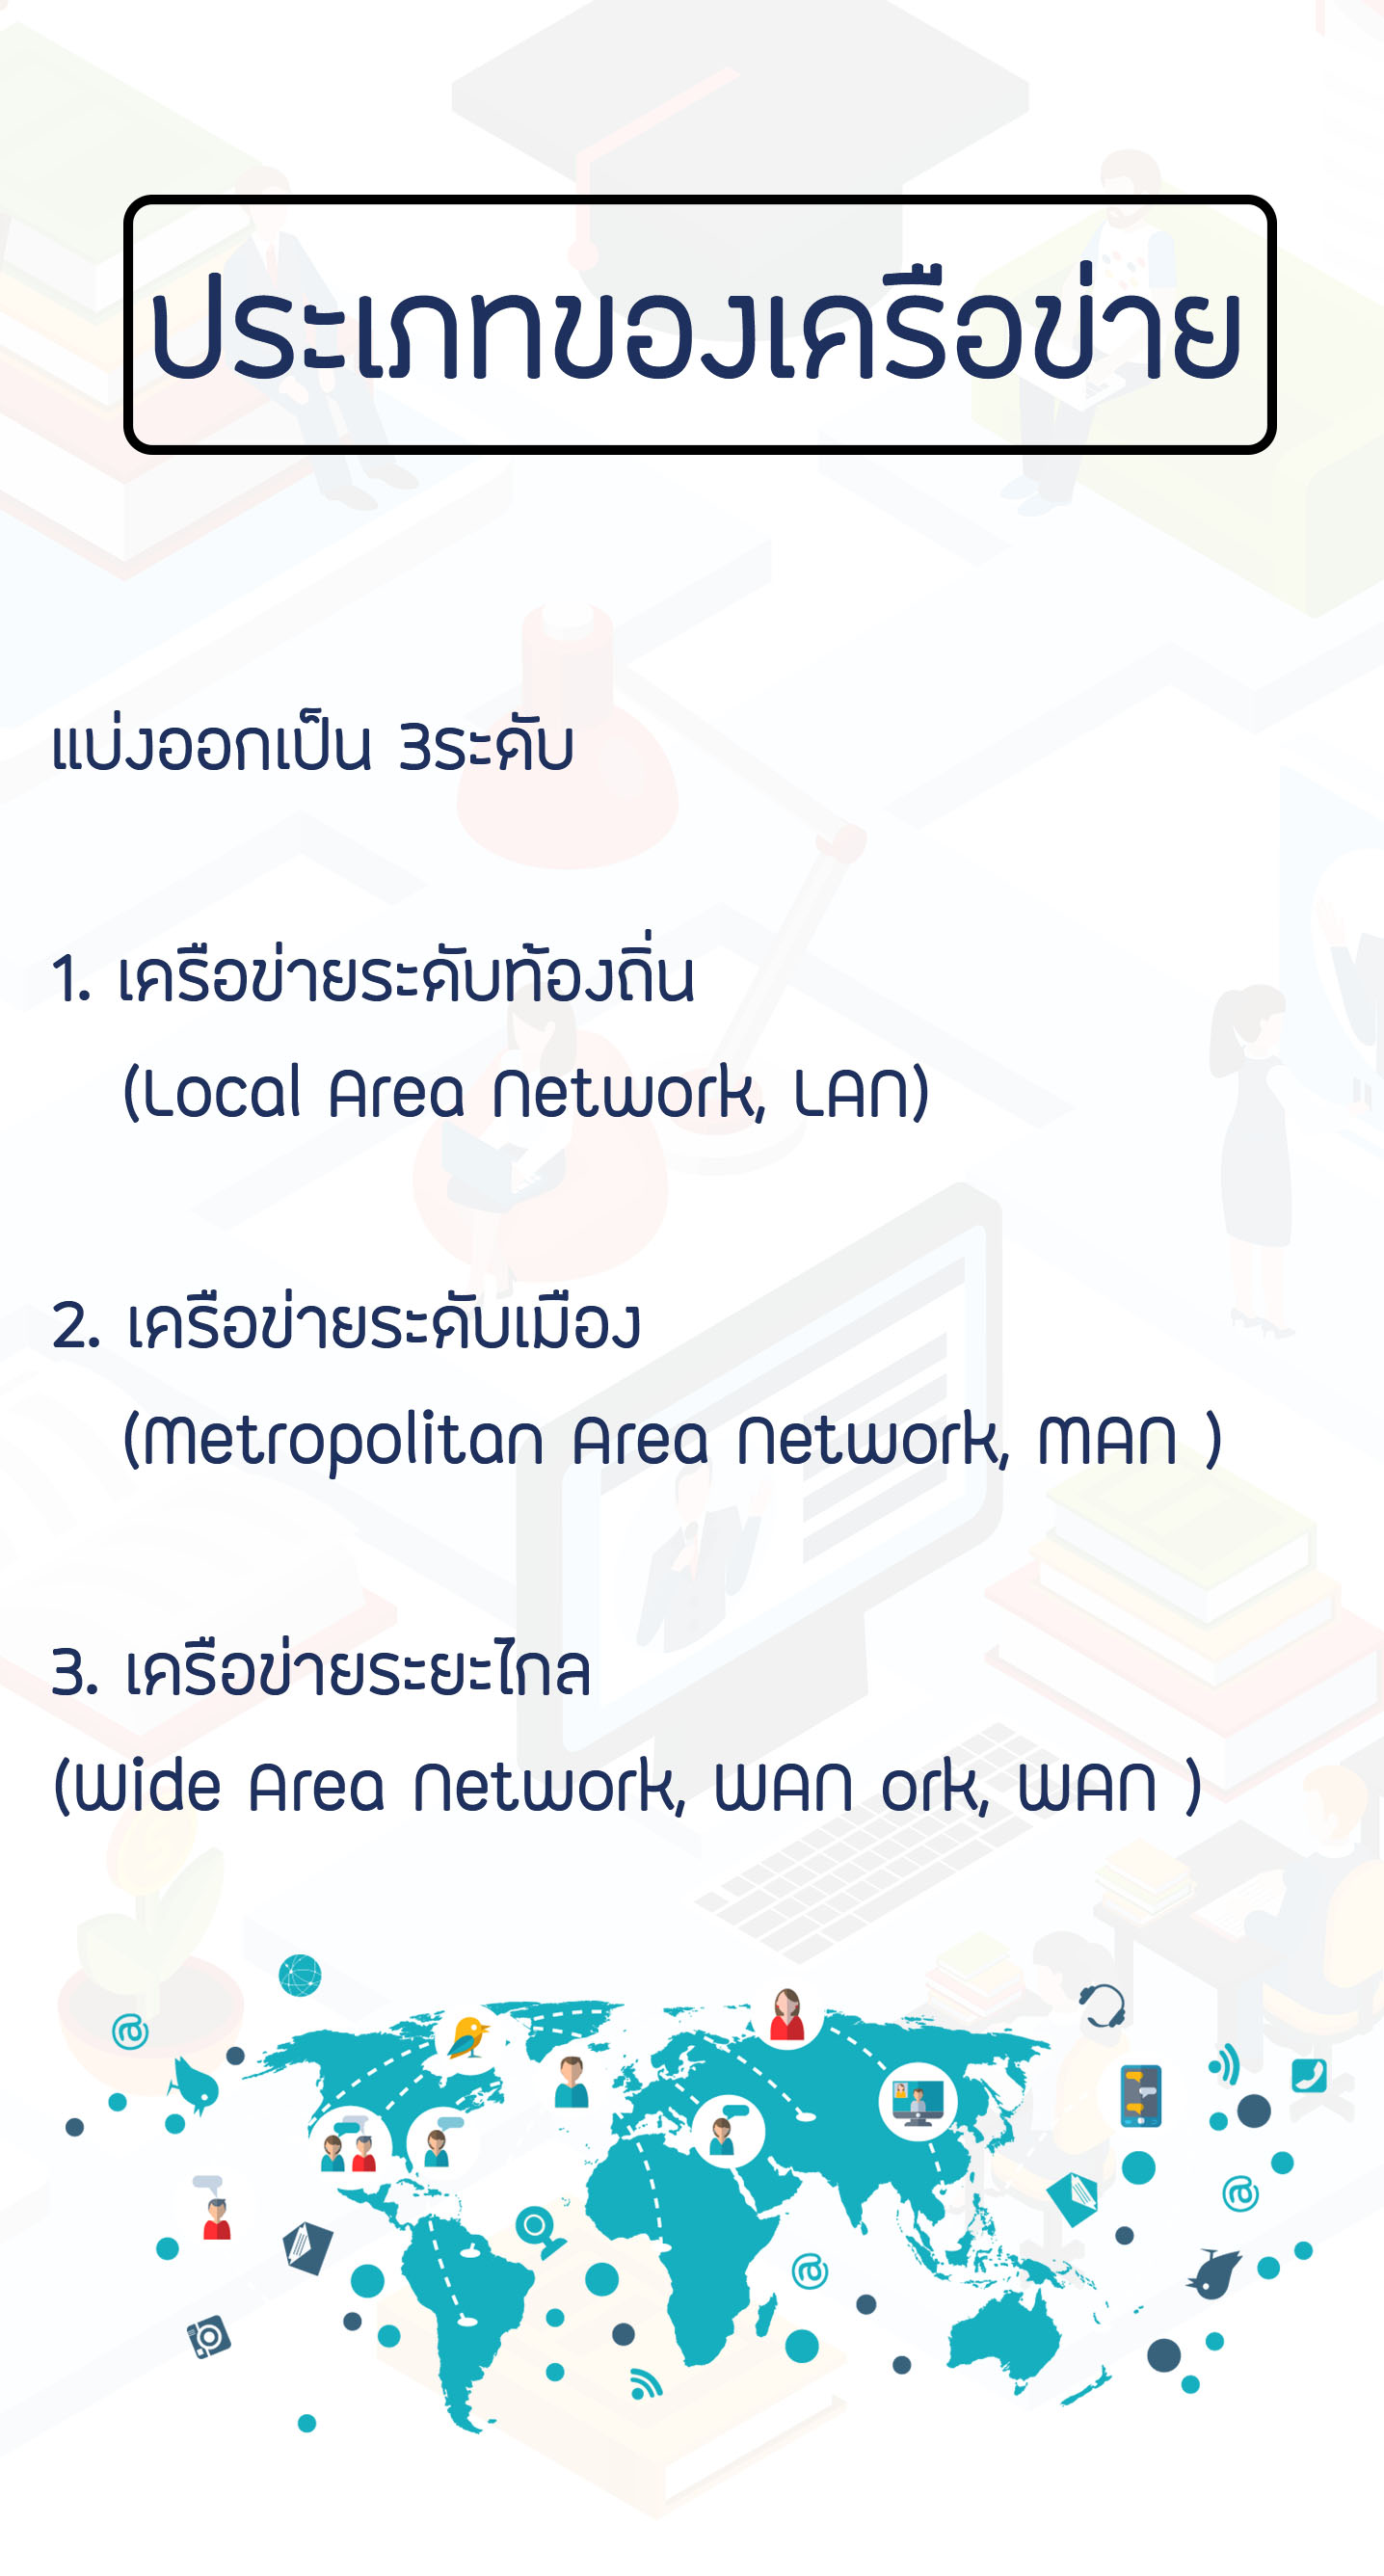 ประเภทของเครือข่าย
แบ่งออกเป็น 3ระดับ
1. เครือข่ายระดับท้องถิ่น
(Local Area Network, LAN)
2. เครือข่ายระดับเมือง
(Metropolitan Area Network, MAN )
3. เครือข่ายระยะไกล
(Wide Area Network, WAN ork, WAN )